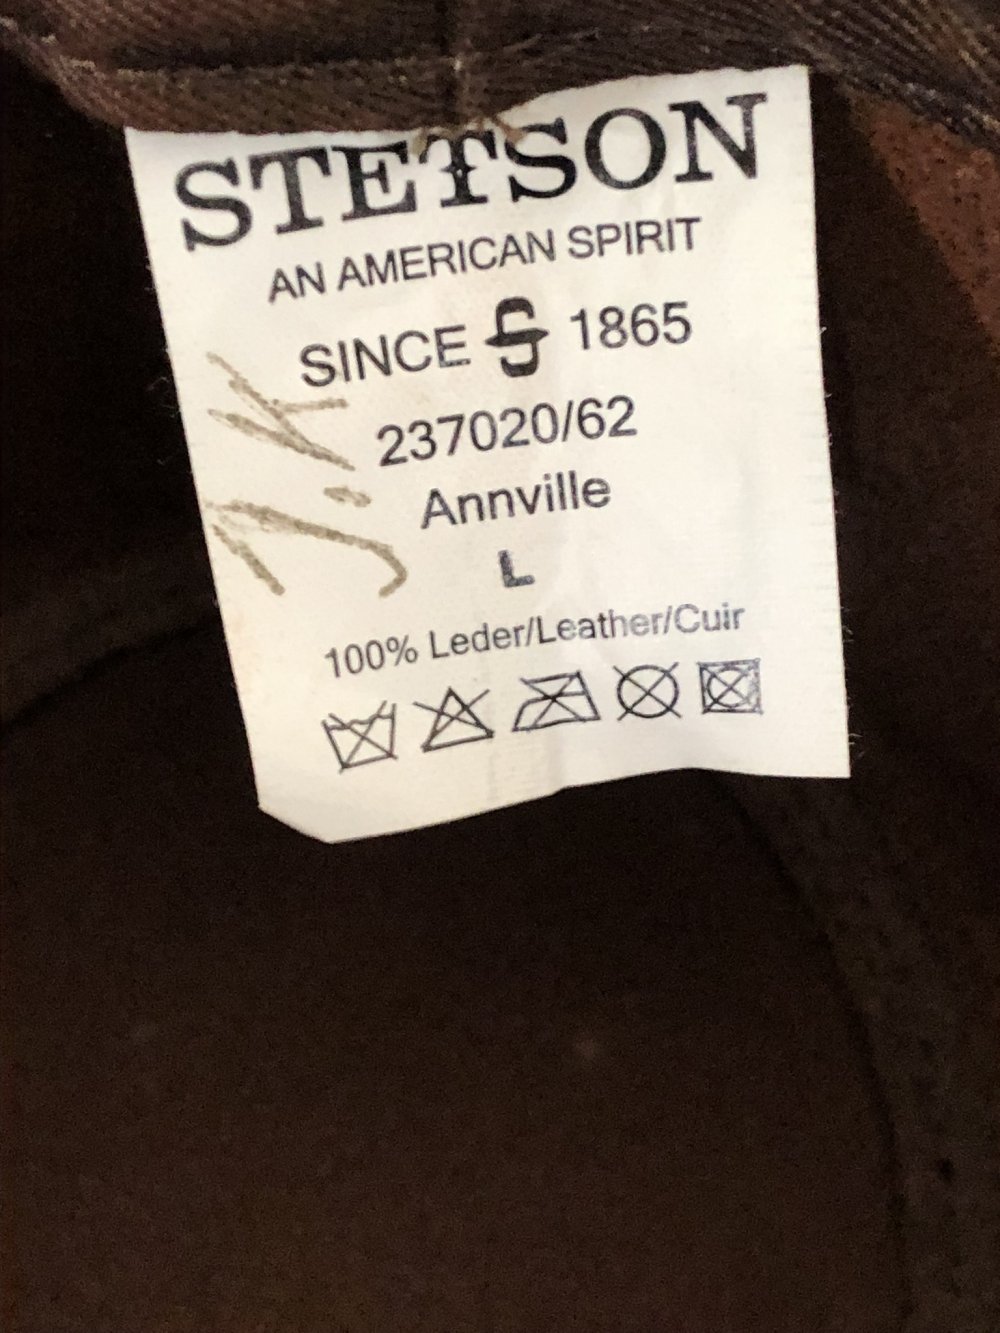 STETSON
AN AMERICAN SPIRIT
SINCE S 1865
237020/62
Annville
L
100% Leder/Leather/Cuir
J.K